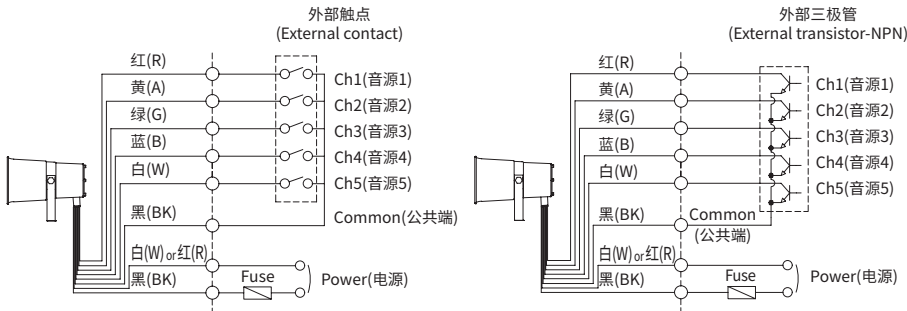 外部触点
(External contact)
红(R)
黄(A)
绿(G)
蓝(B)
白(W)
黑(BK)
白(W) or 红(R)
黑(BK)
Fuse
Ch1(音源1)
Ch2(音源2)
Ch3(音源3)
Ch4(音源4)
Ch5(音源5)
Common(公共端)
Power(电源)
外部三极管
(External transistor-NPN)
红(R)
黄(A)
绿(G)
蓝(B)
白(W)
黑(BK)
白(W) or 红(R)
黑(BK)
Fuse
Ch1(音源1)
Ch2(音源2)
Ch3(音源3)
Ch4(音源4)
Ch5(音源5)
Common
(公共端)
Power(电源)